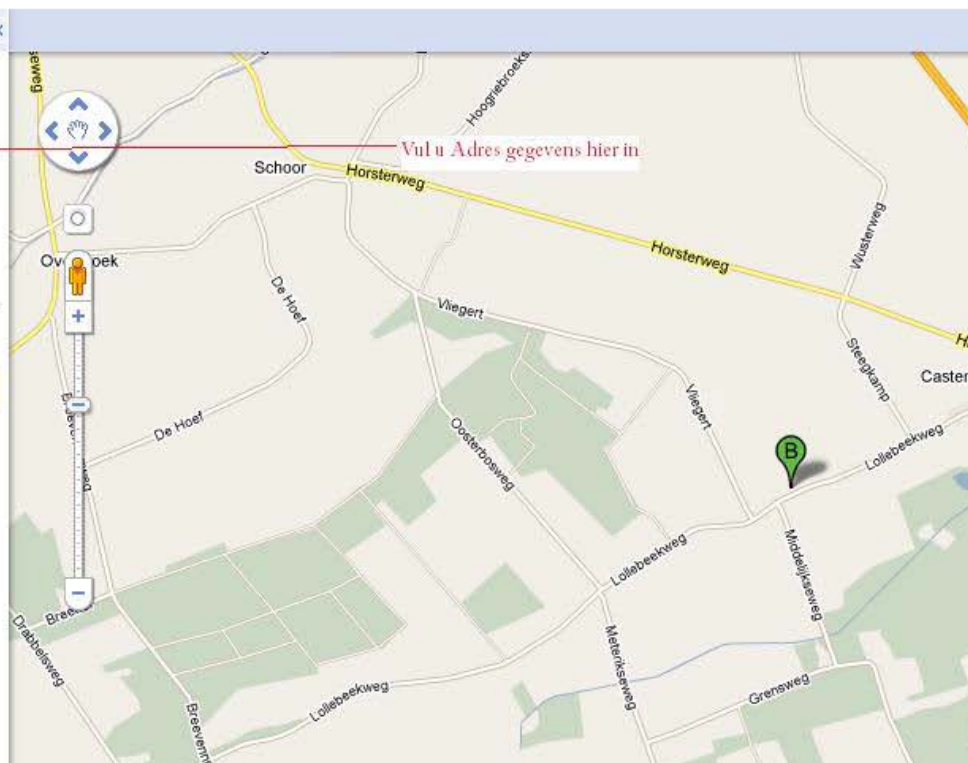 seweg
Hoogriebroeks
Vul u Adres gegevens hier in
Schoor
Horsterweg
Wusterweg
Horsterweg
De Hoef
Vliegert
Steegkamp
Caster
De Hoef
Vliegert
Oosterbosweg
B
Lollebeekweg
Lollebeekweg
Middelijkseweg
Drabbelsweg
Meterikseweg
Grensweg
Lollebeekweg